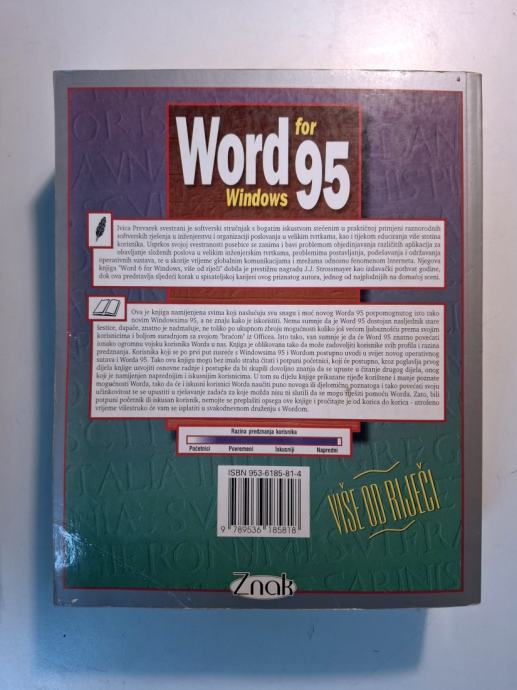 Word for
Windows 95
Ivica Prevarek svestrani je softverski stručnjak s bogatim iskustvom stečenim u praktičnoj primjeni raznorodnih
softverskih rješenja u inženjerstvu i organizaciji poslovanja u velikim tvrtkama, kao i tijekom educiranja više stotina
korisnika. Usprkos svojoj svestranosti posebice se zanima i bavi problemom objedinjavanja različitih aplikacija za
obavljanje složenih poslova u velikim inženjerskim tvrtkama, problemima postavljanja, podešavanja i održavanja
operativnih sustava, te u skorije vrijeme globalnim komunikacijama i mrežama odnosno fenomenom Interneta. Njegova
knjiga "Word 6 for Windows, više od riječi" dobila je prestižnu nagradu J.J. Strossmayer kao izdavački pothvat godine,
dok ova predstavlja sljedeći korak u spisateljskoj karijeri ovog priznatog autora, jednog od najplodnijih na domaćoj sceni.
Ovo je knjiga namijenjena svima koji naslućuju svu snagu i moć novog Worda 95 potpomognutog isto tako
novim Windowsima 95, a ne znaju kako je iskoristiti. Nema sumnje da je Word 95 dostojan nasljednik stare
šestice, dapače, znatno je nadmašuje, ne toliko po ukupnom zbroju mogućnosti koliko još većom ljubaznošću prema svojim
korisnicima i boljom suradnjom sa svojom "braćom" iz Officea. Isto tako, van sumnje je da će Word 95 znatno povećati
ionako ogromnu vojsku korisnika Worda u nas. Knjiga je oblikovana tako da može zadovoljiti korisnike svih profila i razina
predznanja. Korisnika koji se po prvi put susreće s Windowsima 95 i Wordom postupno uvodi u svijet novog operativnog
sustava i Worda 95. Tako ovu knjigu mogu bez imalo straha čitati i potpuni početnici, koji će postupno, kroz poglavlja prvog
dijela knjige usvojiti osnovne radnje i postupke da bi skupili dovoljno znanja da se upuste u čitanje drugog dijela, onog
koji je namijenjen naprednijim i iskusnijim korisnicima. U tom su dijelu knjige prikazane rjeđe korištene i manje poznate
mogućnosti Worda, tako da će i iskusni korisnici Worda naučiti puno novoga ili djelomično poznatoga i tako povećati svoju
učinkovitost te se upustiti u rješavanje zadaća za koje možda nisu ni slutili da se mogu riješiti pomoću Worda. Zato, bili
potpuni početnik ili iskusan korisnik, nemojte se preplašiti opsega ove knjige i pročitajte je od korica do korica - utrošeno
vrijeme višestruko će vam se isplatiti u svakodnevnom druženju s Wordom.
Razina predznanja korisnika
Početnici Povremeni Iskusniji Napredni
ISBN 953-6185-81-4
9 789536 185818
VIŠE OD RIJEČI
Znak